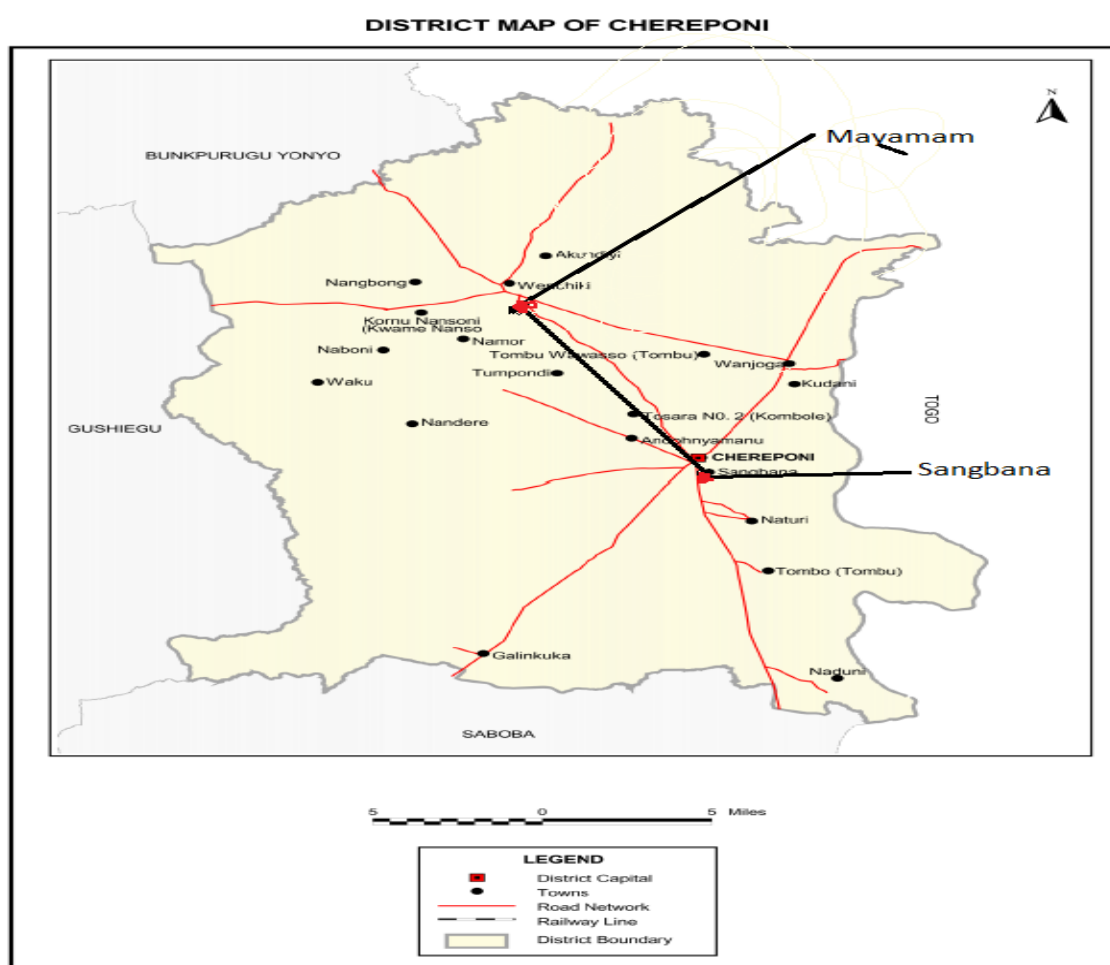 DISTRICT MAP OF CHEREPONI
N
Mayamam
BUNKPURUGU YONYO
Akundiyi
Nangbong
Wenchiki
Kornu Nansoni
(Kwame Nanso
Namor
Naboni
Tombu Wawasso (Tombu)
Wanjoga
Tumpondi
Waku
Kudani
TOGO
Tosara N0. 2 (Kombole)
Nandere
GUSHIEGU
Andohnyamanu
CHEREPONI
Sangbana
Sangbana
Naturi
Tombo (Tombu)
Galinkuka
Naduni
SABOBA
5 0 5 Miles
LEGEND
District Capital
Towns
Road Network
Railway Line
District Boundary